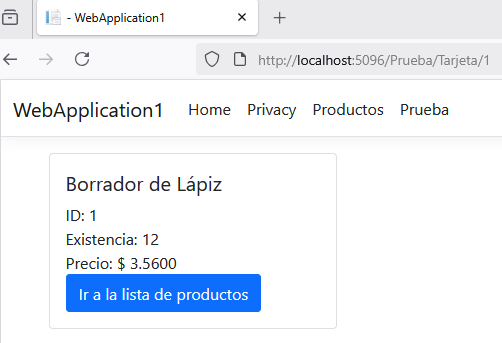 - WebApplication1
http://localhost:5096/Prueba/Tarjeta/1
WebApplication1 Home Privacy Productos Prueba
Borrador de Lápiz
ID: 1
Existencia: 12
Precio: $ 3.5600
Ir a la lista de productos